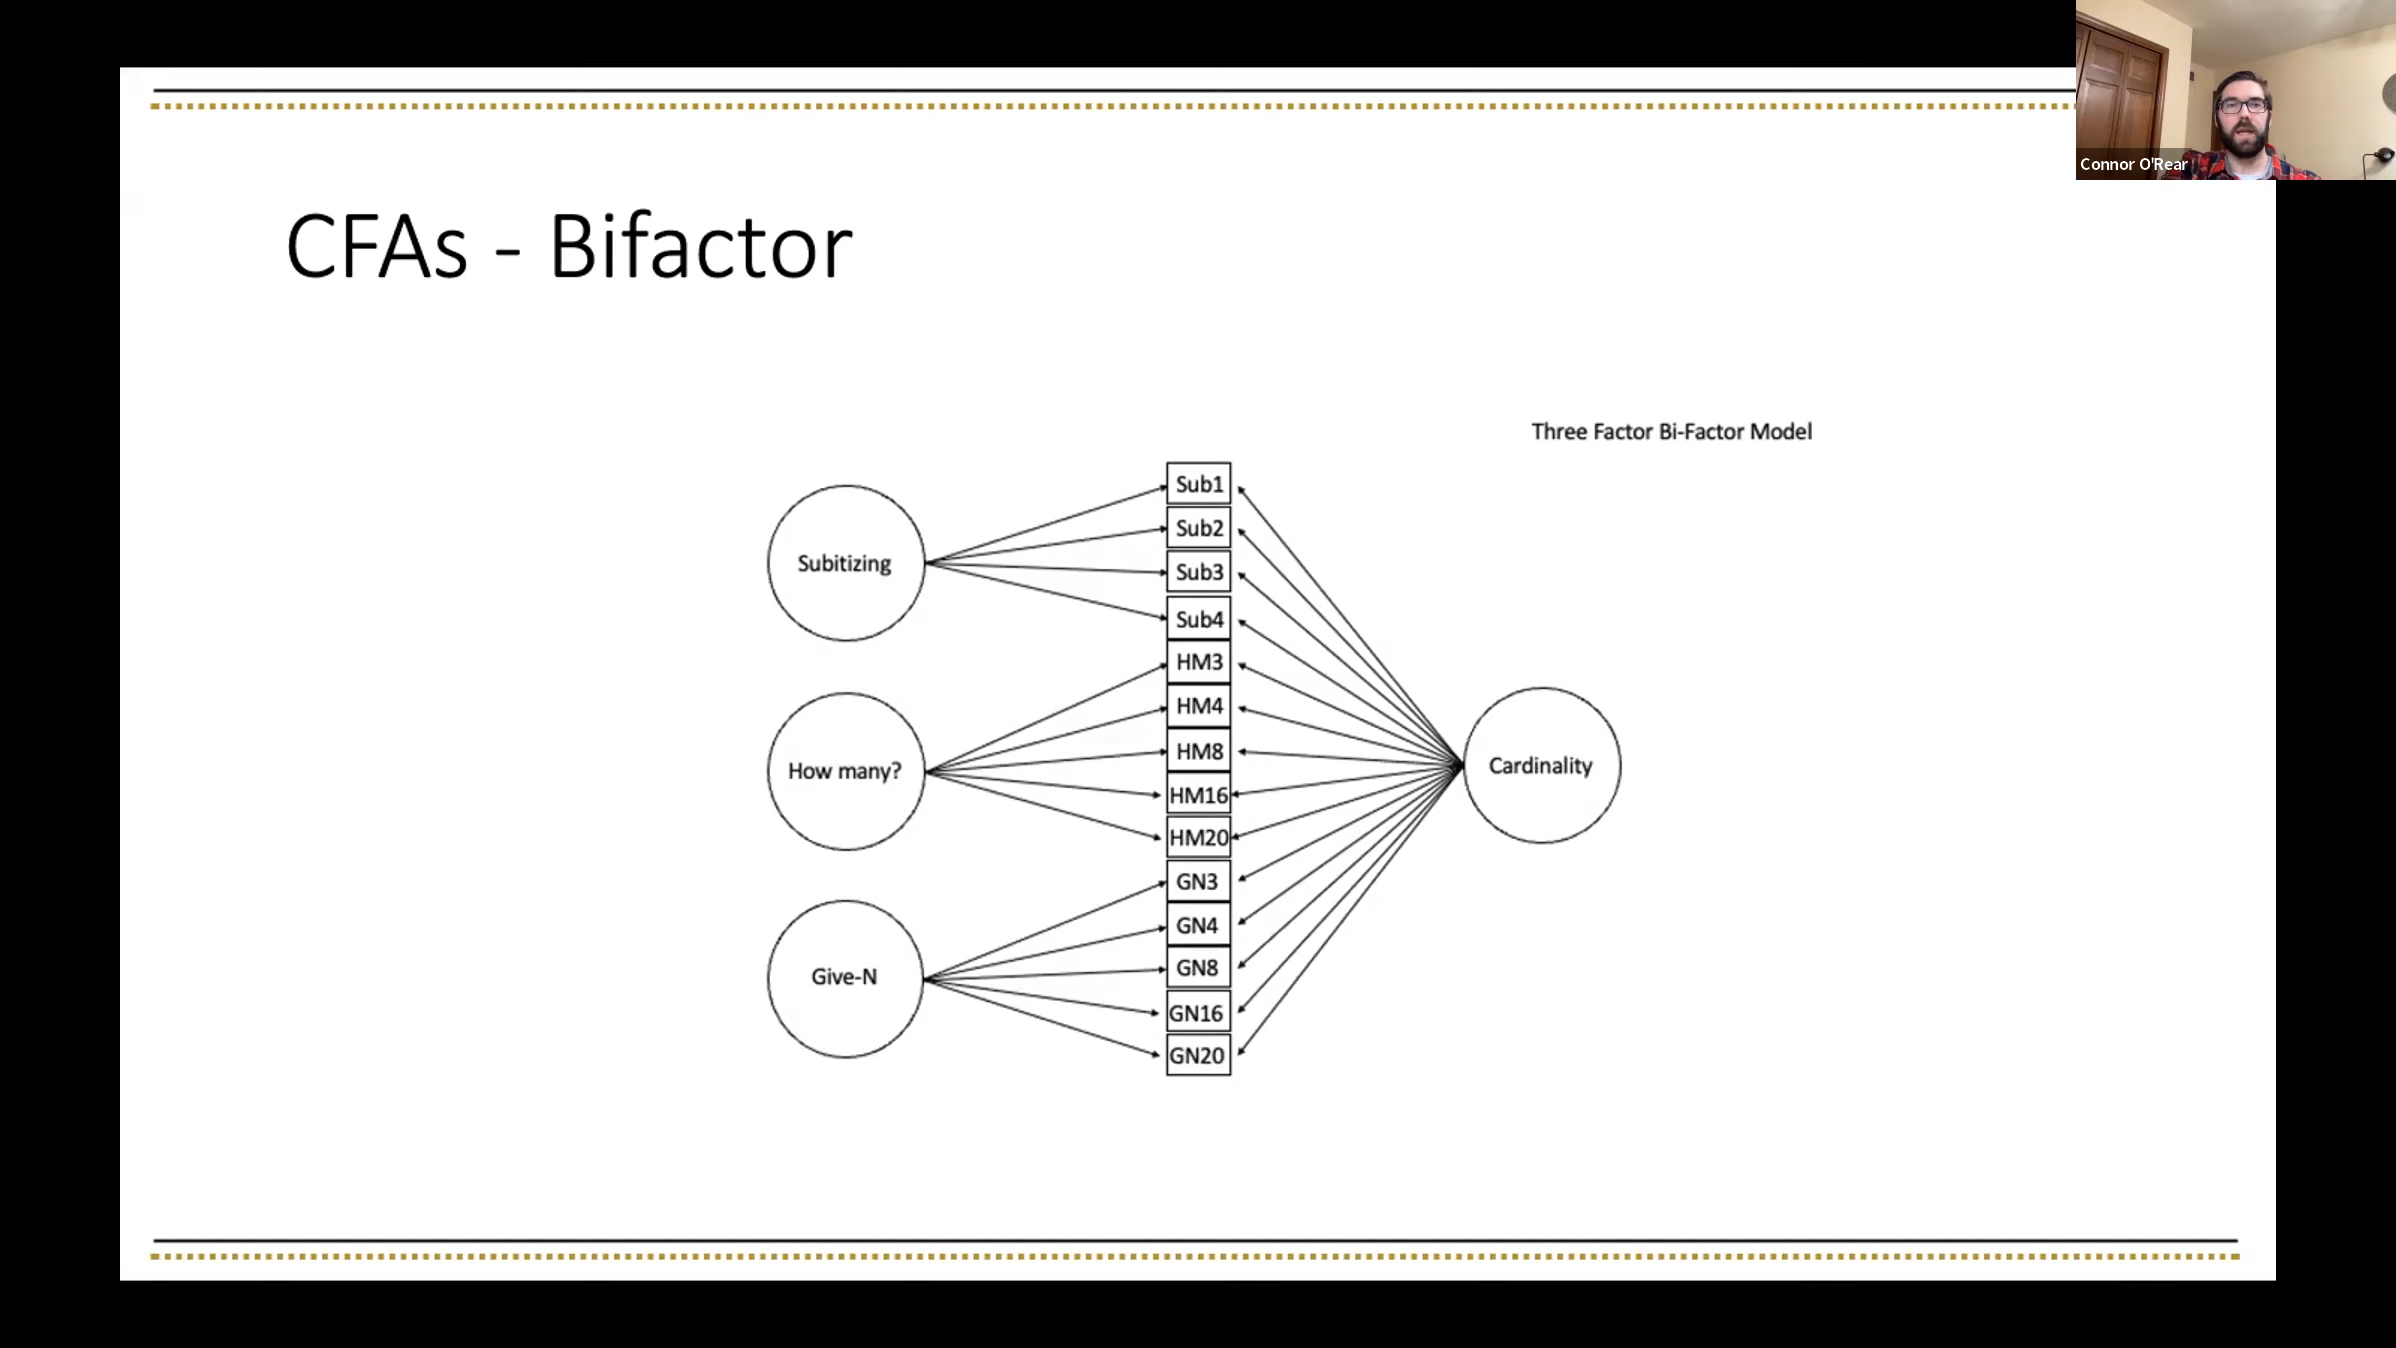 Connor O'Rear
CFAs - Bifactor
Three Factor Bi-Factor Model
Sub1
Sub2
Subitizing
Sub3
Sub4
HM3
HM4
HM8
How many?
Cardinality
HM16
HM20
GN3
GN4
GN8
Give-N
GN16
GN20